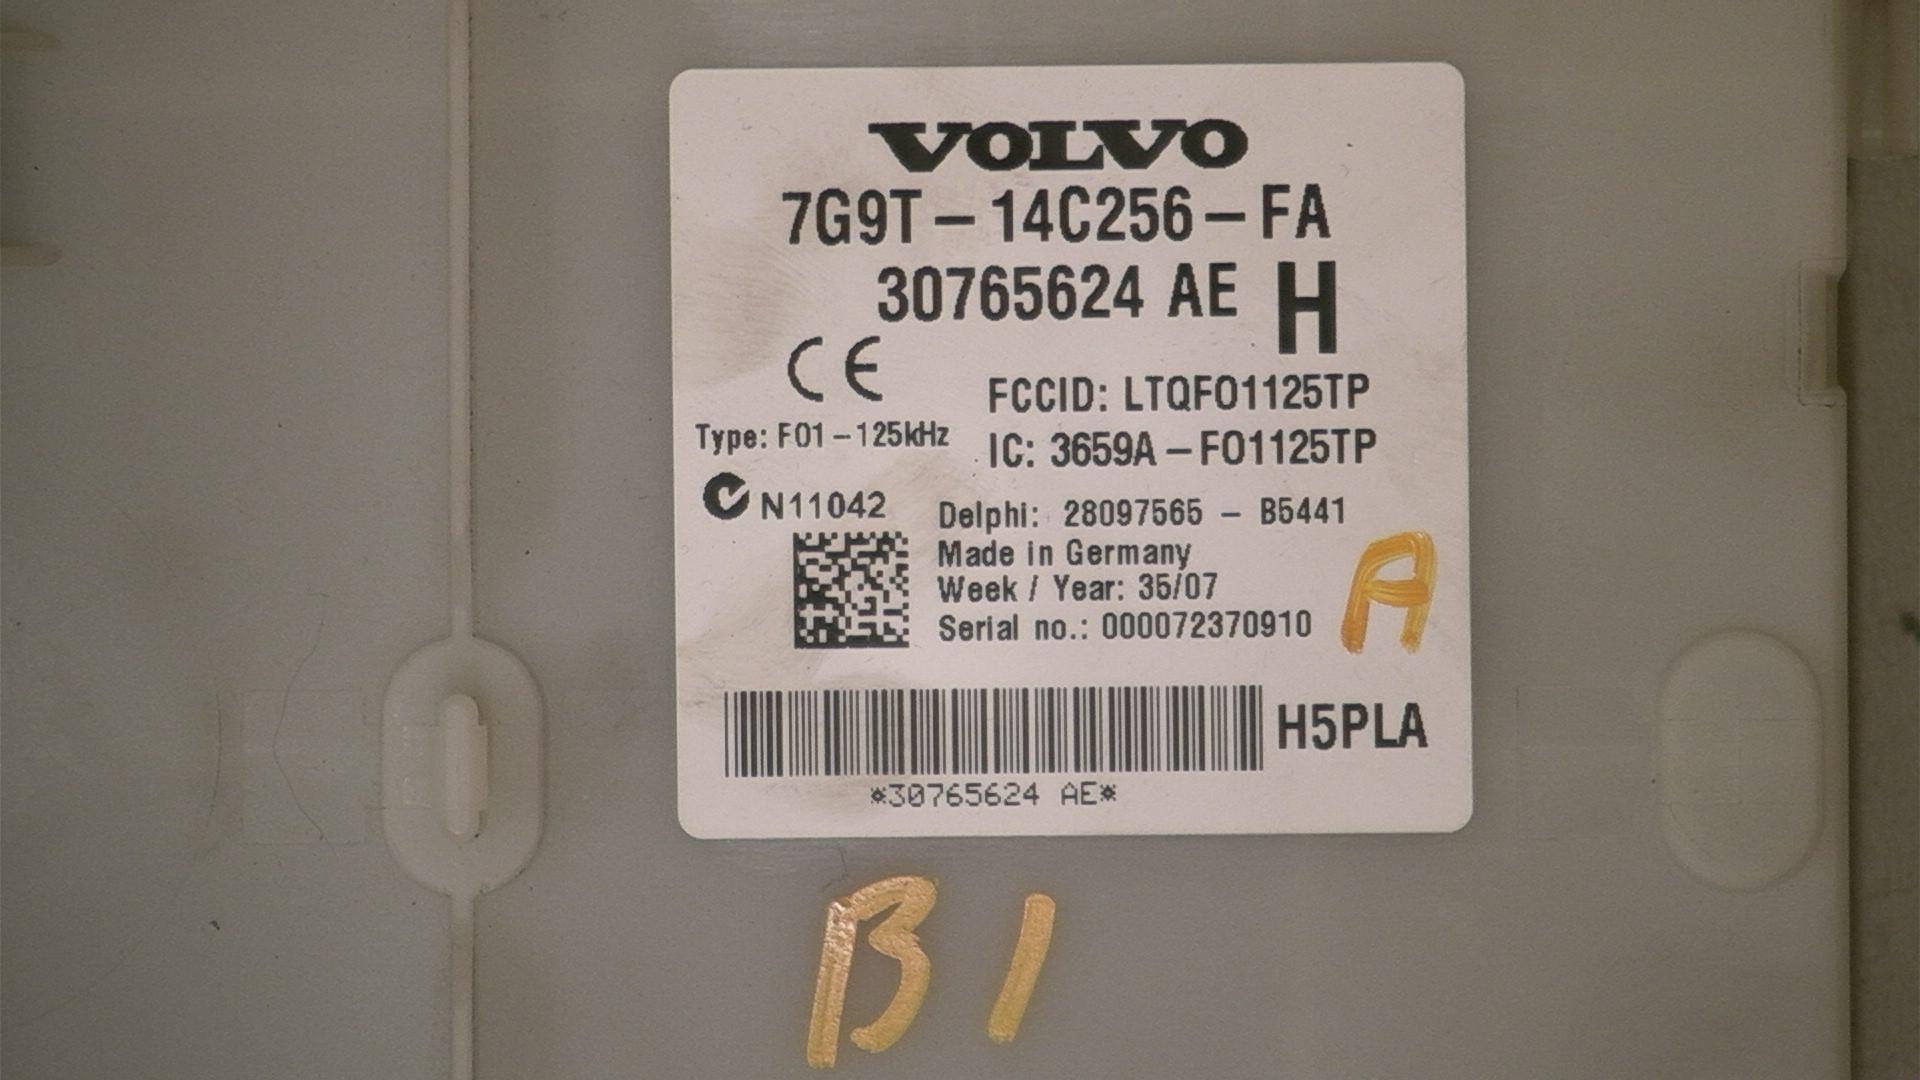 VOLVO
7G9T-14C256-FA
30765624 AE H
CE
FCCID: LTQFO1125TP
Type: FO1-125kHz
IC: 3659A-FO1125TP
N11042
Delphi: 28097565 - B5441
Made in Germany
Week / Year: 35/07
Serial no.: 000072370910
A
H5PLA
*30765624 AE*
B1